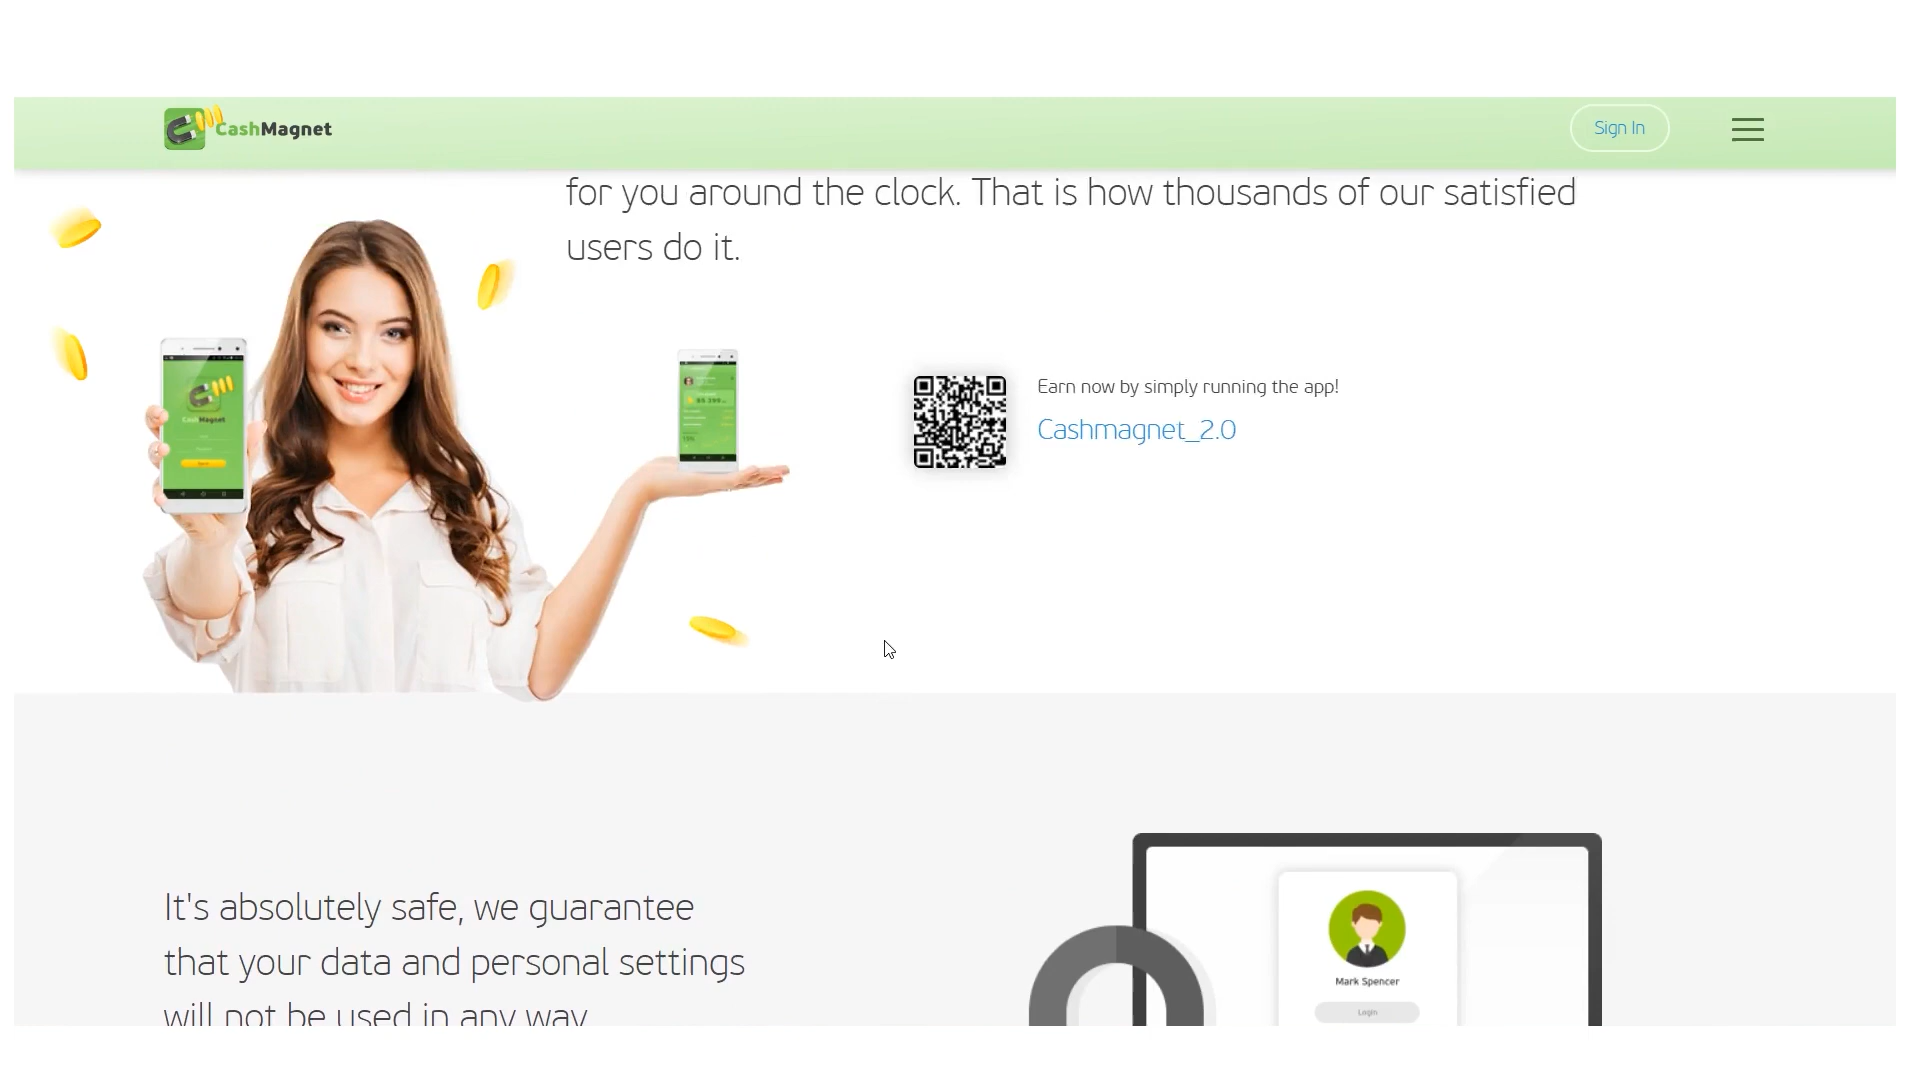 CashMagnet
Sign In
for you around the clock. That is how thousands of our satisfied
users do it.
CashMagnet
Earn now by simply running the app!
Cashmagnet_2.0
It's absolutely safe, we guarantee
that your data and personal settings
will not be used in any way
Mark Spencer
Login